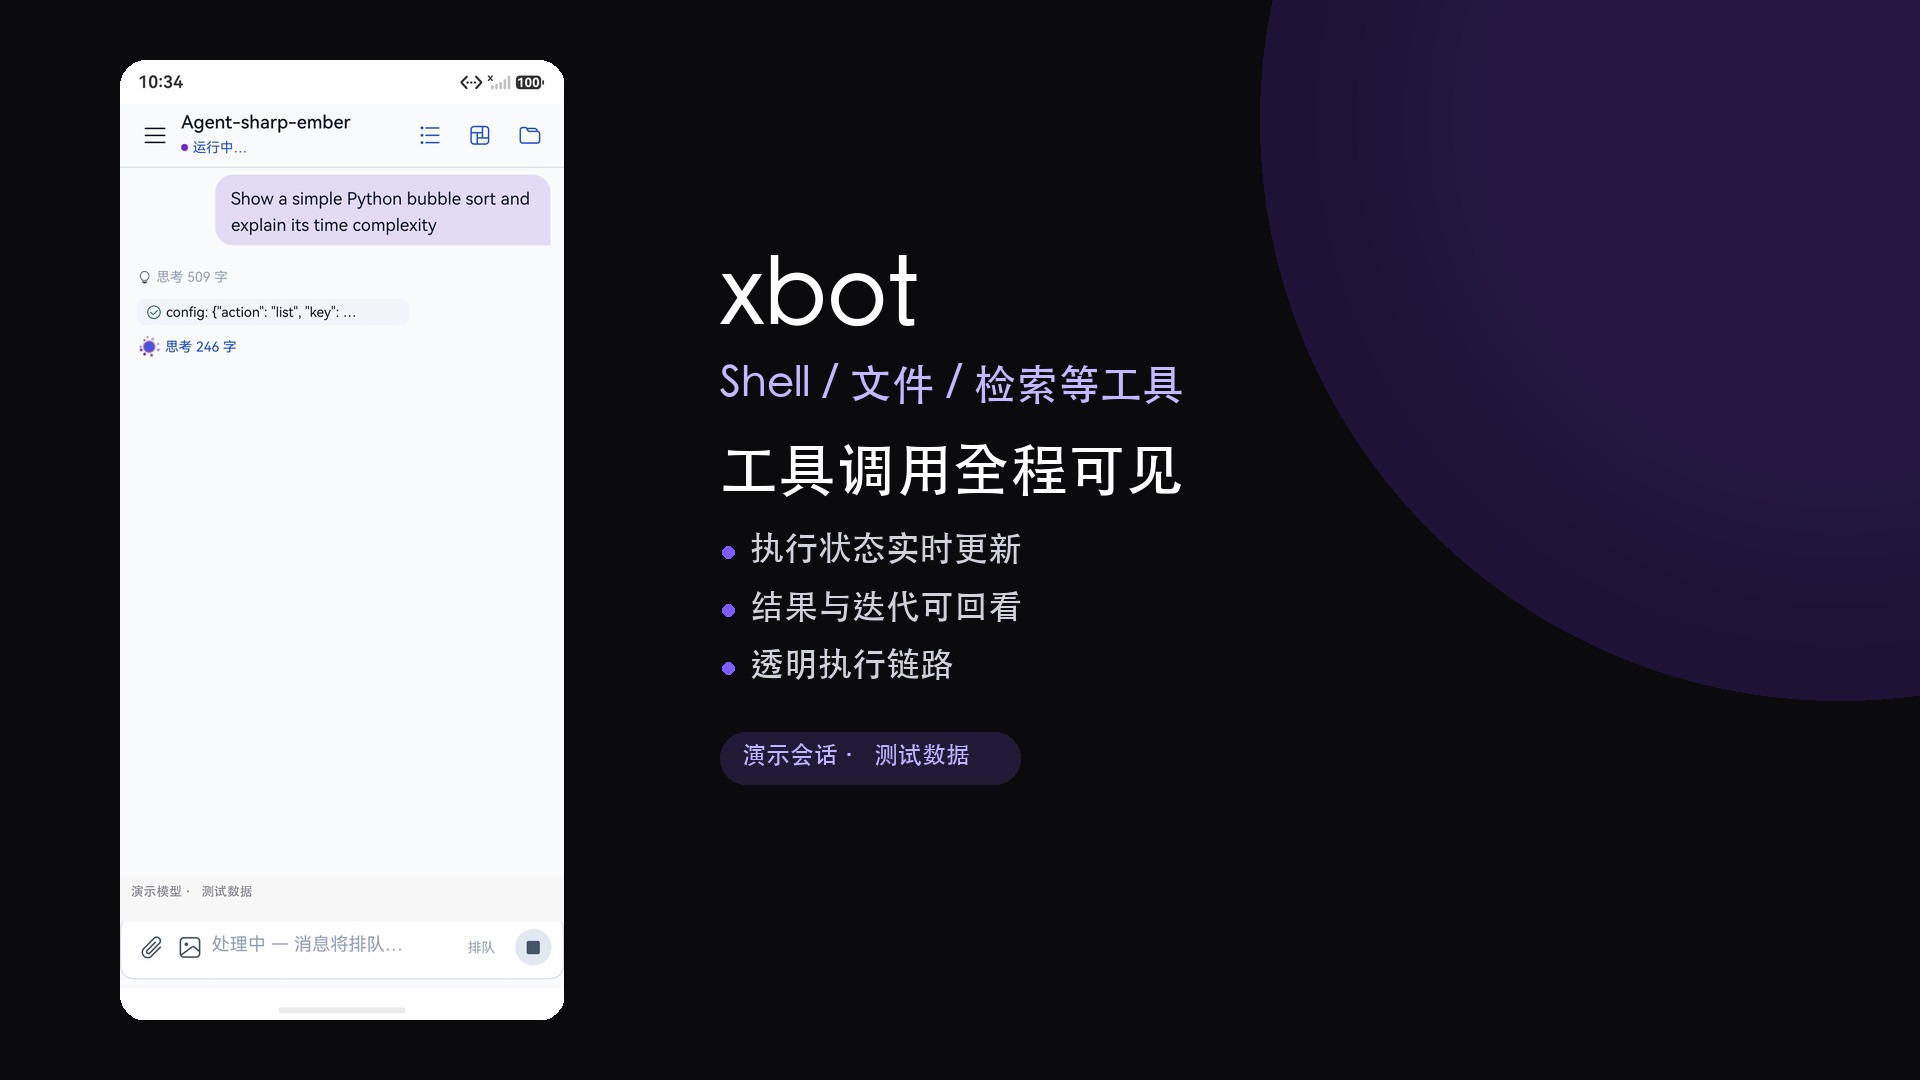 10:34
100
Agent-sharp-ember
运行中...
Show a simple Python bubble sort and
explain its time complexity
思考 509 字
config: {"action": "list", "key": ...
思考 246 字
演示模型 · 测试数据
处理中 — 消息将排队...
排队
xbot
Shell / 文件 / 检索等工具
工具调用全程可见
执行状态实时更新
结果与迭代可回看
透明执行链路
演示会话 · 测试数据